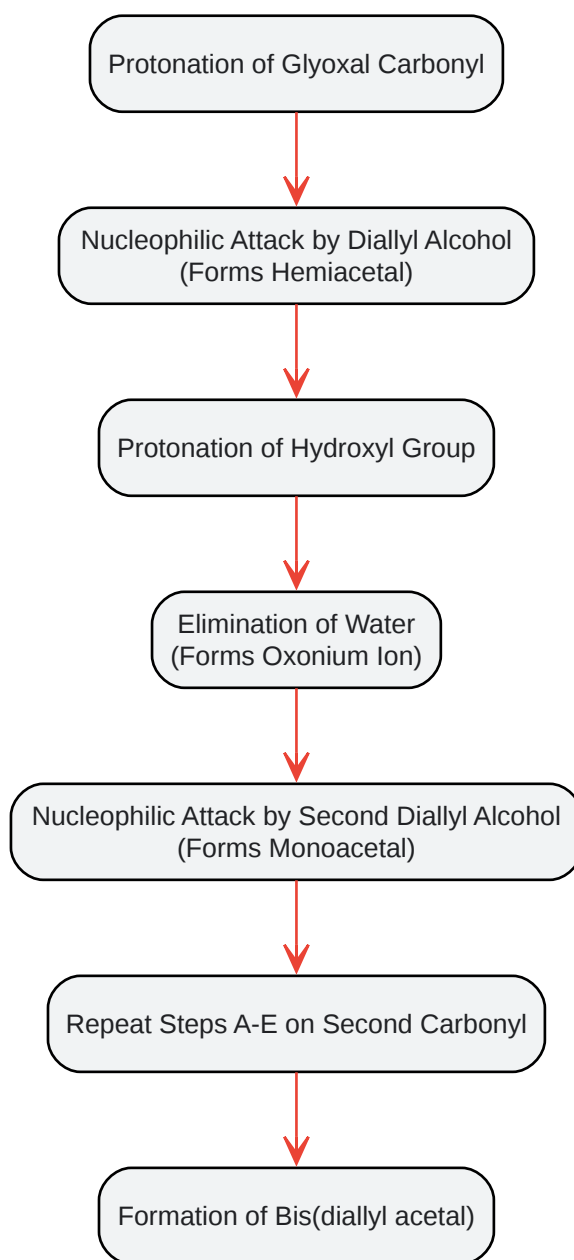 Protonation of Glyoxal Carbonyl
Nucleophilic Attack by Diallyl Alcohol
(Forms Hemiacetal)
Protonation of Hydroxyl Group
Elimination of Water
(Forms Oxonium Ion)
Nucleophilic Attack by Second Diallyl Alcohol
(Forms Monoacetal)
Repeat Steps A-E on Second Carbonyl
Formation of Bis(diallyl acetal)